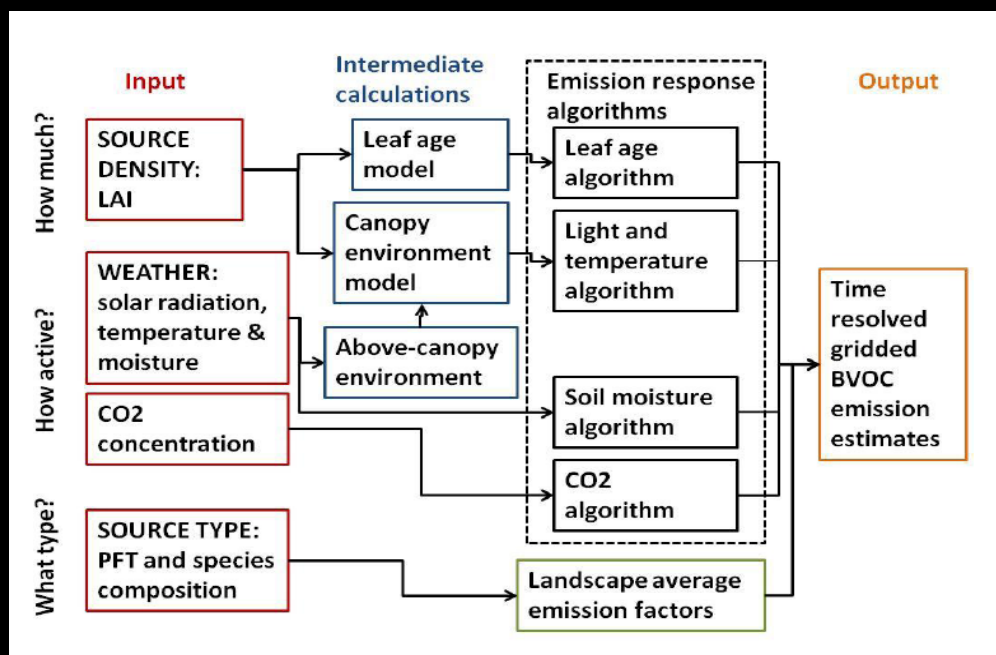 Input
Intermediate
calculations
Emission response
algorithms
Output
How much?
How active?
What type?
SOURCE
DENSITY:
LAI
WEATHER:
solar radiation,
temperature &
moisture
CO2
concentration
SOURCE TYPE:
PFT and species
composition
Leaf age
model
Canopy
environment
model
Above-canopy
environment
Leaf age
algorithm
Light and
temperature
algorithm
Soil moisture
algorithm
CO2
algorithm
Landscape average
emission factors
Time
resolved
gridded
BVOC
emission
estimates